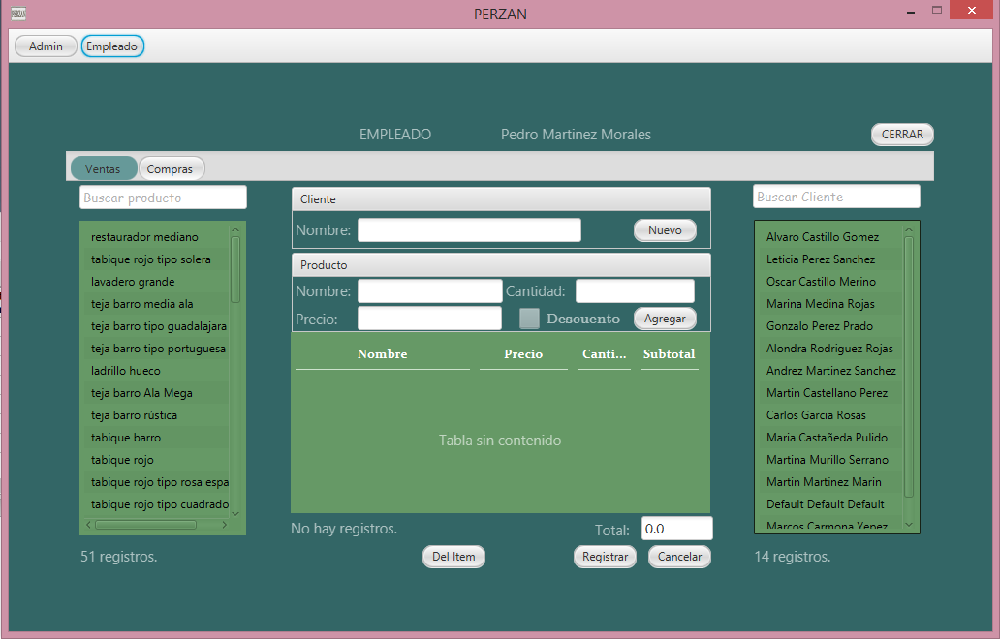 PERZAN
PERZAN
Admin Empleado
EMPLEADO Pedro Martinez Morales CERRAR
Ventas Compras
Buscar producto
restaurador mediano
tabique rojo tipo solera
lavadero grande
teja barro media ala
teja barro tipo guadalajara
teja barro tipo portuguesa
ladrillo hueco
teja barro Ala Mega
teja barro rústica
tabique barro
tabique rojo
tabique rojo tipo rosa espa
tabique rojo tipo cuadrado
51 registros.
Cliente
Nombre: Nuevo
Producto
Nombre: Cantidad:
Precio: Descuento Agregar
Nombre Precio Canti... Subtotal
Tabla sin contenido
No hay registros. Total: 0.0
Del Item Registrar Cancelar
Buscar Cliente
Alvaro Castillo Gomez
Leticia Perez Sanchez
Oscar Castillo Merino
Marina Medina Rojas
Gonzalo Perez Prado
Alondra Rodriguez Rojas
Andrez Martinez Sanchez
Martin Castellano Perez
Carlos Garcia Rosas
Maria Castañeda Pulido
Martina Murillo Serrano
Martin Martinez Marin
Default Default Default
Marcos Carmona Yepez
14 registros.